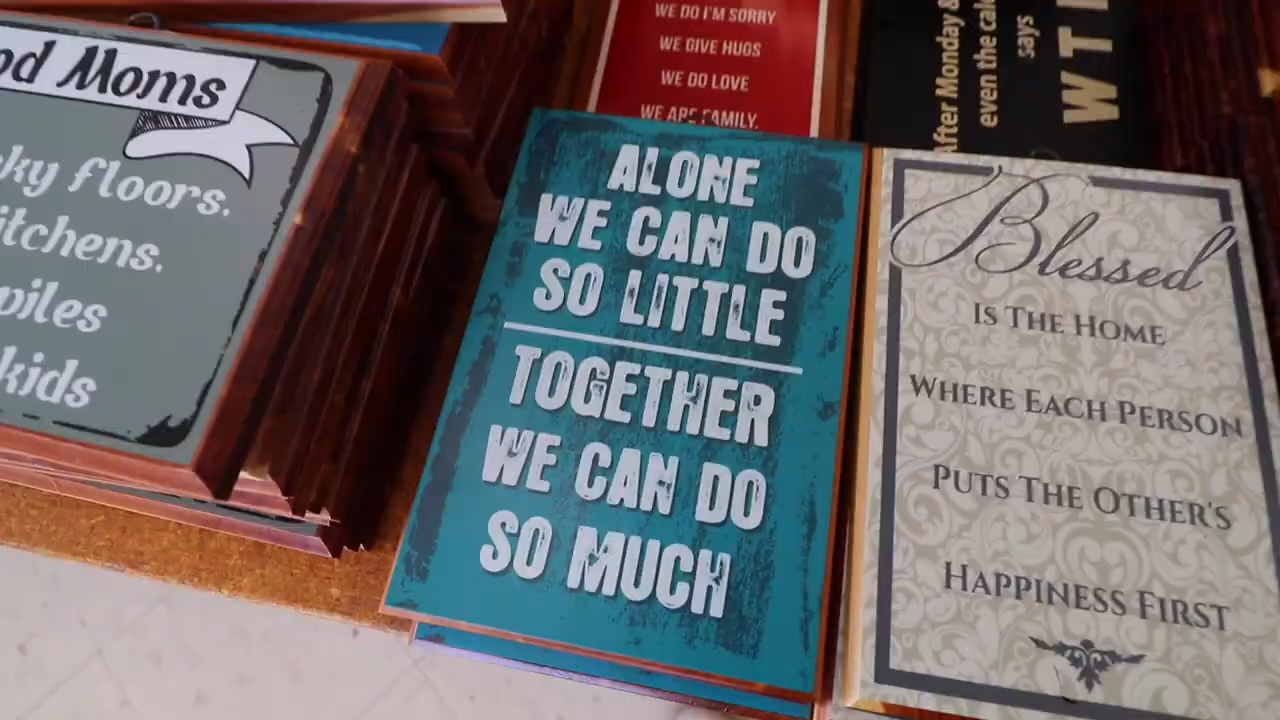 od Moms
ky floors.
itchens.
piles
kids
WE DO I'M SORRY
WE GIVE HUGS
WE DO LOVE
WE ARE FAMILY.
After Monday &
even the cale
says
WT
ALONE
WE CAN DO
SO LITTLE
TOGETHER
WE CAN DO
SO MUCH
Blessed
IS THE HOME
WHERE EACH PERSON
PUTS THE OTHER'S
HAPPINESS FIRST